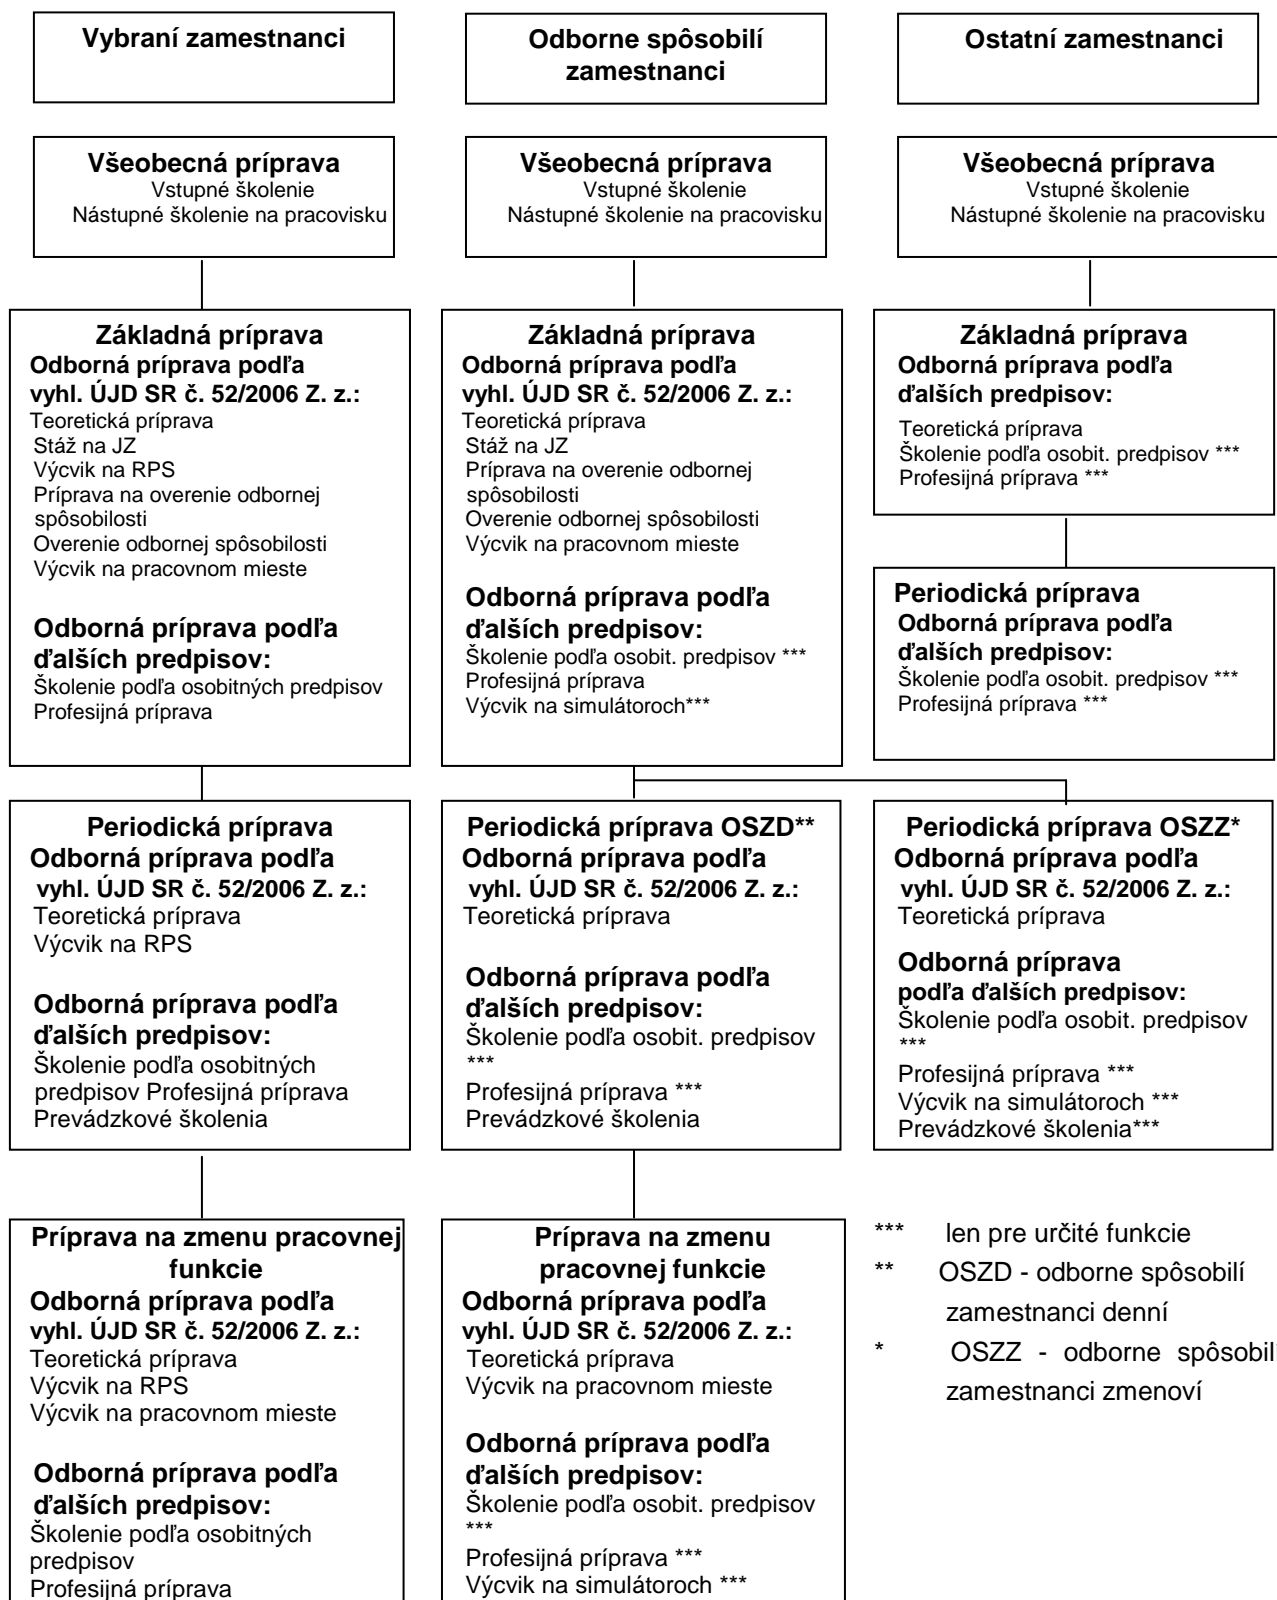 Vybraní zamestnanci
Odborne spôsobilí
zamestnanci
Ostatní zamestnanci
Všeobecná príprava
Vstupné školenie
Nástupné školenie na pracovisku
Všeobecná príprava
Vstupné školenie
Nástupné školenie na pracovisku
Všeobecná príprava
Vstupné školenie
Nástupné školenie na pracovisku
Základná príprava
Odborná príprava podľa
vyhl. ÚJD SR č. 52/2006 Z. z.:
Teoretická príprava
Stáž na JZ
Výcvik na RPS
Príprava na overenie odbornej
spôsobilosti
Overenie odbornej spôsobilosti
Výcvik na pracovnom mieste
Odborná príprava podľa
ďalších predpisov:
Školenie podľa osobitných predpisov
Profesijná príprava
Základná príprava
Odborná príprava podľa
vyhl. ÚJD SR č. 52/2006 Z. z.:
Teoretická príprava
Stáž na JZ
Príprava na overenie odbornej
spôsobilosti
Overenie odbornej spôsobilosti
Výcvik na pracovnom mieste
Odborná príprava podľa
ďalších predpisov:
Školenie podľa osobit. predpisov ***
Profesijná príprava
Výcvik na simulátoroch***
Základná príprava
Odborná príprava podľa
ďalších predpisov:
Teoretická príprava
Školenie podľa osobit. predpisov ***
Profesijná príprava ***
Periodická príprava
Odborná príprava podľa
ďalších predpisov:
Školenie podľa osobit. predpisov ***
Profesijná príprava ***
Periodická príprava
Odborná príprava podľa
vyhl. ÚJD SR č. 52/2006 Z. z.:
Teoretická príprava
Výcvik na RPS
Odborná príprava podľa
ďalších predpisov:
Školenie podľa osobitných
predpisov Profesijná príprava
Prevádzkové školenia
Periodická príprava OSZD**
Odborná príprava podľa
vyhl. ÚJD SR č. 52/2006 Z. z.:
Teoretická príprava
Odborná príprava podľa
ďalších predpisov:
Školenie podľa osobit. predpisov
***
Profesijná príprava ***
Prevádzkové školenia
Periodická príprava OSZZ*
Odborná príprava podľa
vyhl. ÚJD SR č. 52/2006 Z. z.:
Teoretická príprava
Odborná príprava
podľa ďalších predpisov:
Školenie podľa osobit. predpisov
***
Profesijná príprava ***
Výcvik na simulátoroch ***
Prevádzkové školenia***
Príprava na zmenu pracovnej
funkcie
Odborná príprava podľa
vyhl. ÚJD SR č. 52/2006 Z. z.:
Teoretická príprava
Výcvik na RPS
Výcvik na pracovnom mieste
Odborná príprava podľa
ďalších predpisov:
Školenie podľa osobitných
predpisov
Profesijná príprava
Príprava na zmenu
pracovnej funkcie
Odborná príprava podľa
vyhl. ÚJD SR č. 52/2006 Z. z.:
Teoretická príprava
Výcvik na pracovnom mieste
Odborná príprava podľa
ďalších predpisov:
Školenie podľa osobit. predpisov
***
Profesijná príprava ***
Výcvik na simulátoroch ***
*** len pre určité funkcie
** OSZD - odborne spôsobilí
zamestnanci denní
* OSZZ - odborne spôsobilí
zamestnanci zmenoví